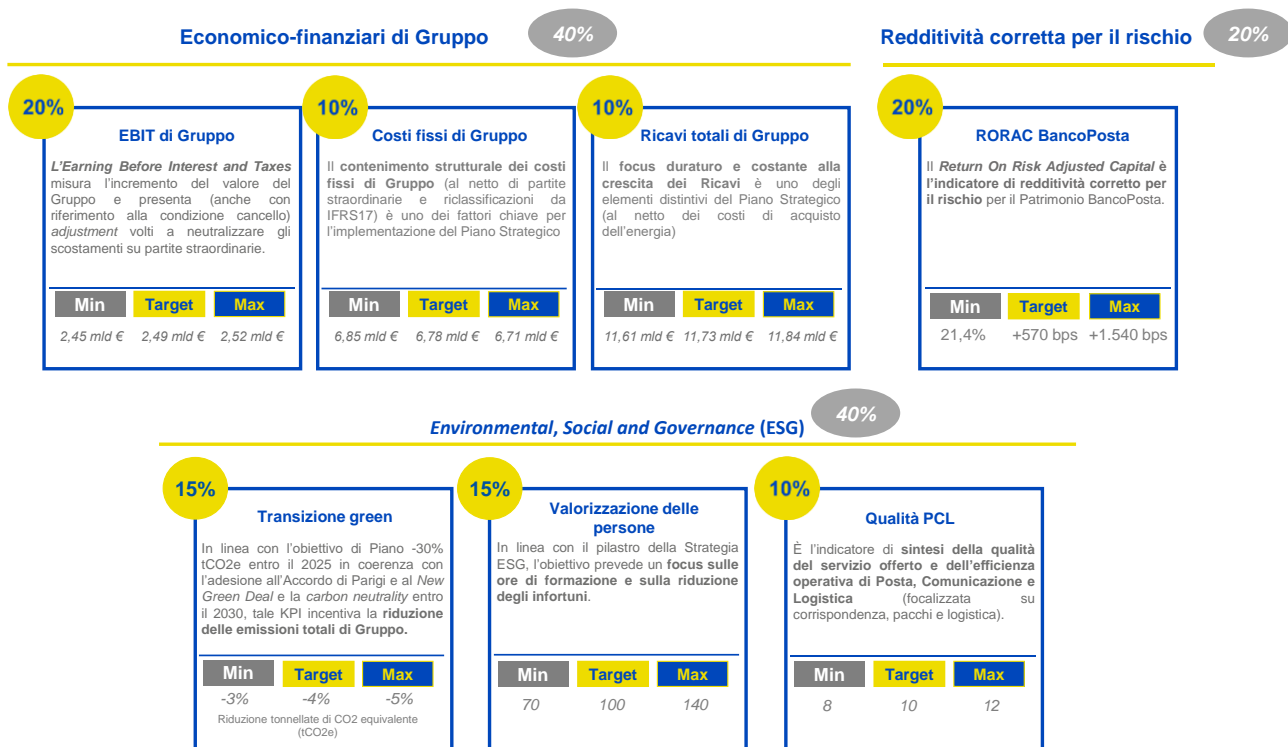 Economico-finanziari di Gruppo 40%
Redditività corretta per il rischio 20%
20%
EBIT di Gruppo
L'Earning Before Interest and Taxes
misura l'incremento del valore del
Gruppo e presenta (anche con
riferimento alla condizione cancello)
adjustment volti a neutralizzare gli
scostamenti su partite straordinarie.
Min Target Max
2,45 mld € 2,49 mld € 2,52 mld €
10%
Costi fissi di Gruppo
Il contenimento strutturale dei costi
fissi di Gruppo (al netto di partite
straordinarie e riclassificazioni da
IFRS17) è uno dei fattori chiave per
l'implementazione del Piano Strategico
Min Target Max
6,85 mld € 6,78 mld € 6,71 mld €
10%
Ricavi totali di Gruppo
Il focus duraturo e costante alla
crescita dei Ricavi è uno degli
elementi distintivi del Piano Strategico
(al netto dei costi di acquisto
dell'energia)
Min Target Max
11,61 mld € 11,73 mld € 11,84 mld €
20%
RORAC BancoPosta
Il Return On Risk Adjusted Capital è
l'indicatore di redditività corretto per
il rischio per il Patrimonio BancoPosta.
Min Target Max
21,4% +570 bps +1.540 bps
Environmental, Social and Governance (ESG) 40%
15%
Transizione green
In linea con l'obiettivo di Piano -30%
tCO2e entro il 2025 in coerenza con
l'adesione all'Accordo di Parigi e al New
Green Deal e la carbon neutrality entro
il 2030, tale KPI incentiva la riduzione
delle emissioni totali di Gruppo.
Min Target Max
-3% -4% -5%
Riduzione tonnellate di CO2 equivalente
(tCO2e)
15%
Valorizzazione delle
persone
In linea con il pilastro della Strategia
ESG, l'obiettivo prevede un focus sulle
ore di formazione e sulla riduzione
degli infortuni.
Min Target Max
70 100 140
10%
Qualità PCL
È l'indicatore di sintesi della qualità
del servizio offerto e dell'efficienza
operativa di Posta, Comunicazione e
Logistica (focalizzata su
corrispondenza, pacchi e logistica).
Min Target Max
8 10 12